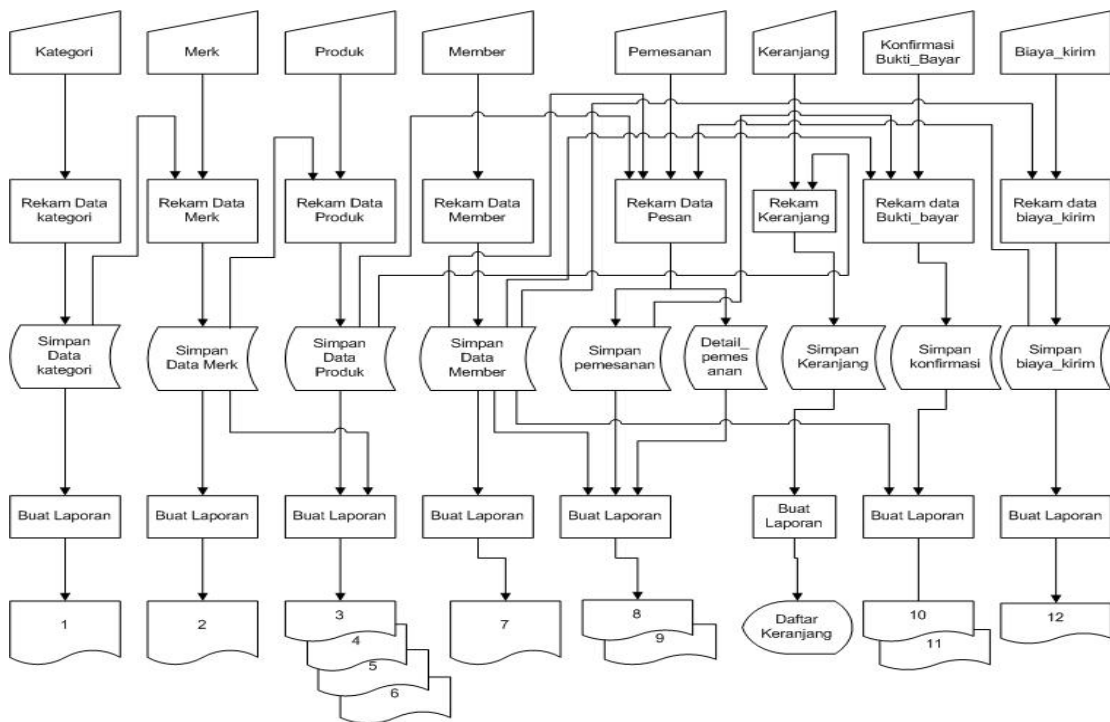 Kategori
Merk
Produk
Member
Pemesanan
Keranjang
Konfirmasi
Bukti_Bayar
Biaya_kirim
Rekam Data
kategori
Rekam Data
Merk
Rekam Data
Produk
Rekam Data
Member
Rekam Data
Pesan
Rekam
Keranjang
Rekam data
Bukti_bayar
Rekam data
biaya_kirim
Simpan
Data
kategori
Simpan
Data Merk
Simpan
Data
Produk
Simpan
Data
Member
Simpan
pemesanan
Detail_
pemes
anan
Simpan
Keranjang
Simpan
konfirmasi
Simpan
biaya_kirim
Buat Laporan
Buat Laporan
Buat Laporan
Buat Laporan
Buat Laporan
Buat
Laporan
Buat Laporan
Buat Laporan
1
2
3
4
5
6
7
8
9
Daftar
Keranjang
10
11
12